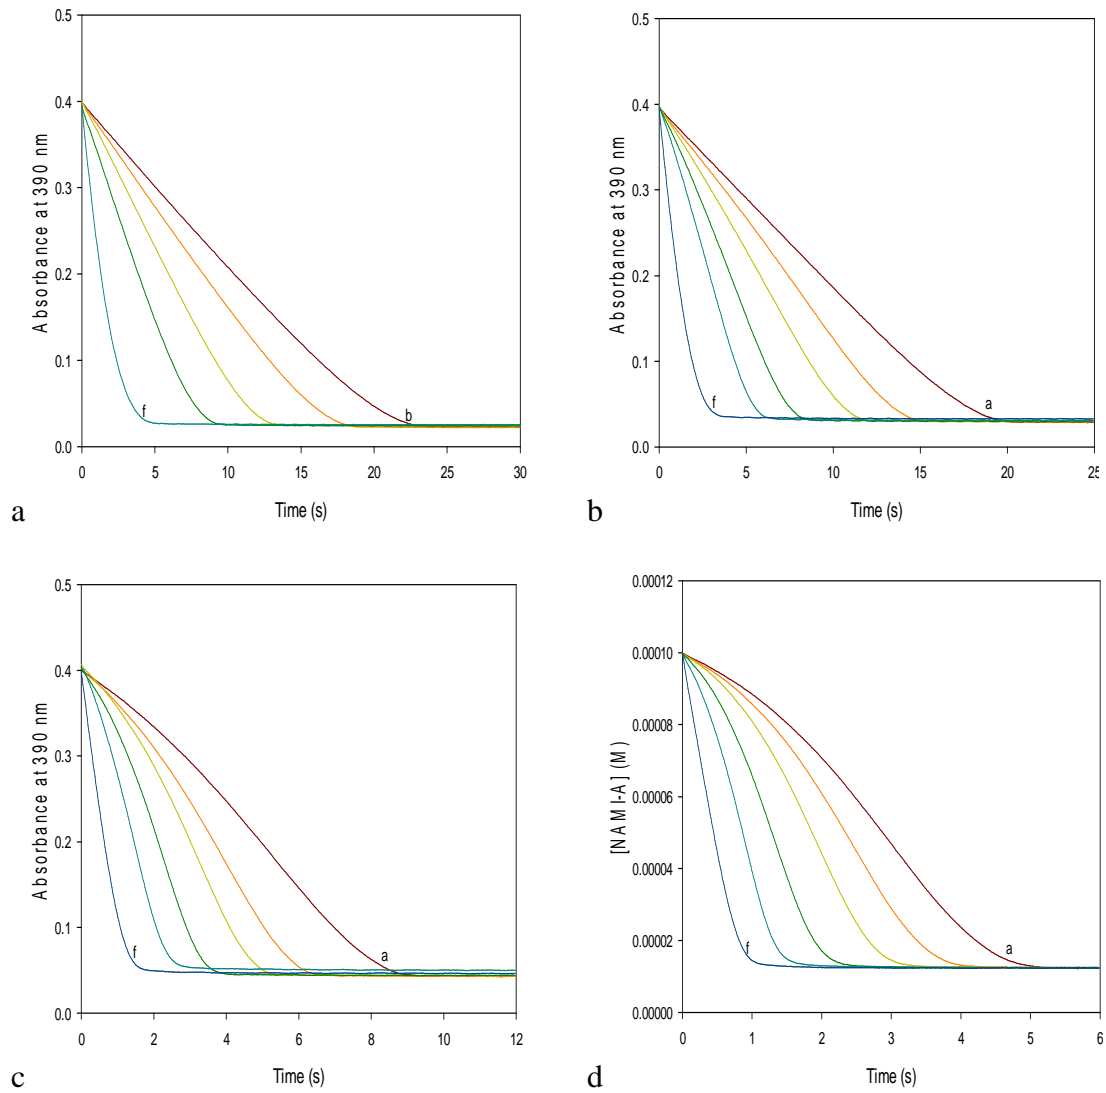 0.5
0.4
0.3
0.2
0.1
0.0
Absorbance at 390 nm
f
b
0 5 10 15 20 25 30
Time (s)
a
0.5
0.4
0.3
0.2
0.1
0.0
Absorbance at 390 nm
f
a
0 5 10 15 20 25
Time (s)
b
0.5
0.4
0.3
0.2
0.1
0.0
Absorbance at 390 nm
f
a
0 2 4 6 8 10 12
Time (s)
c
0.00012
0.00010
0.00008
0.00006
0.00004
0.00002
0.00000
[NAMI-A] (M)
f
a
0 1 2 3 4 5 6
Time (s)
d